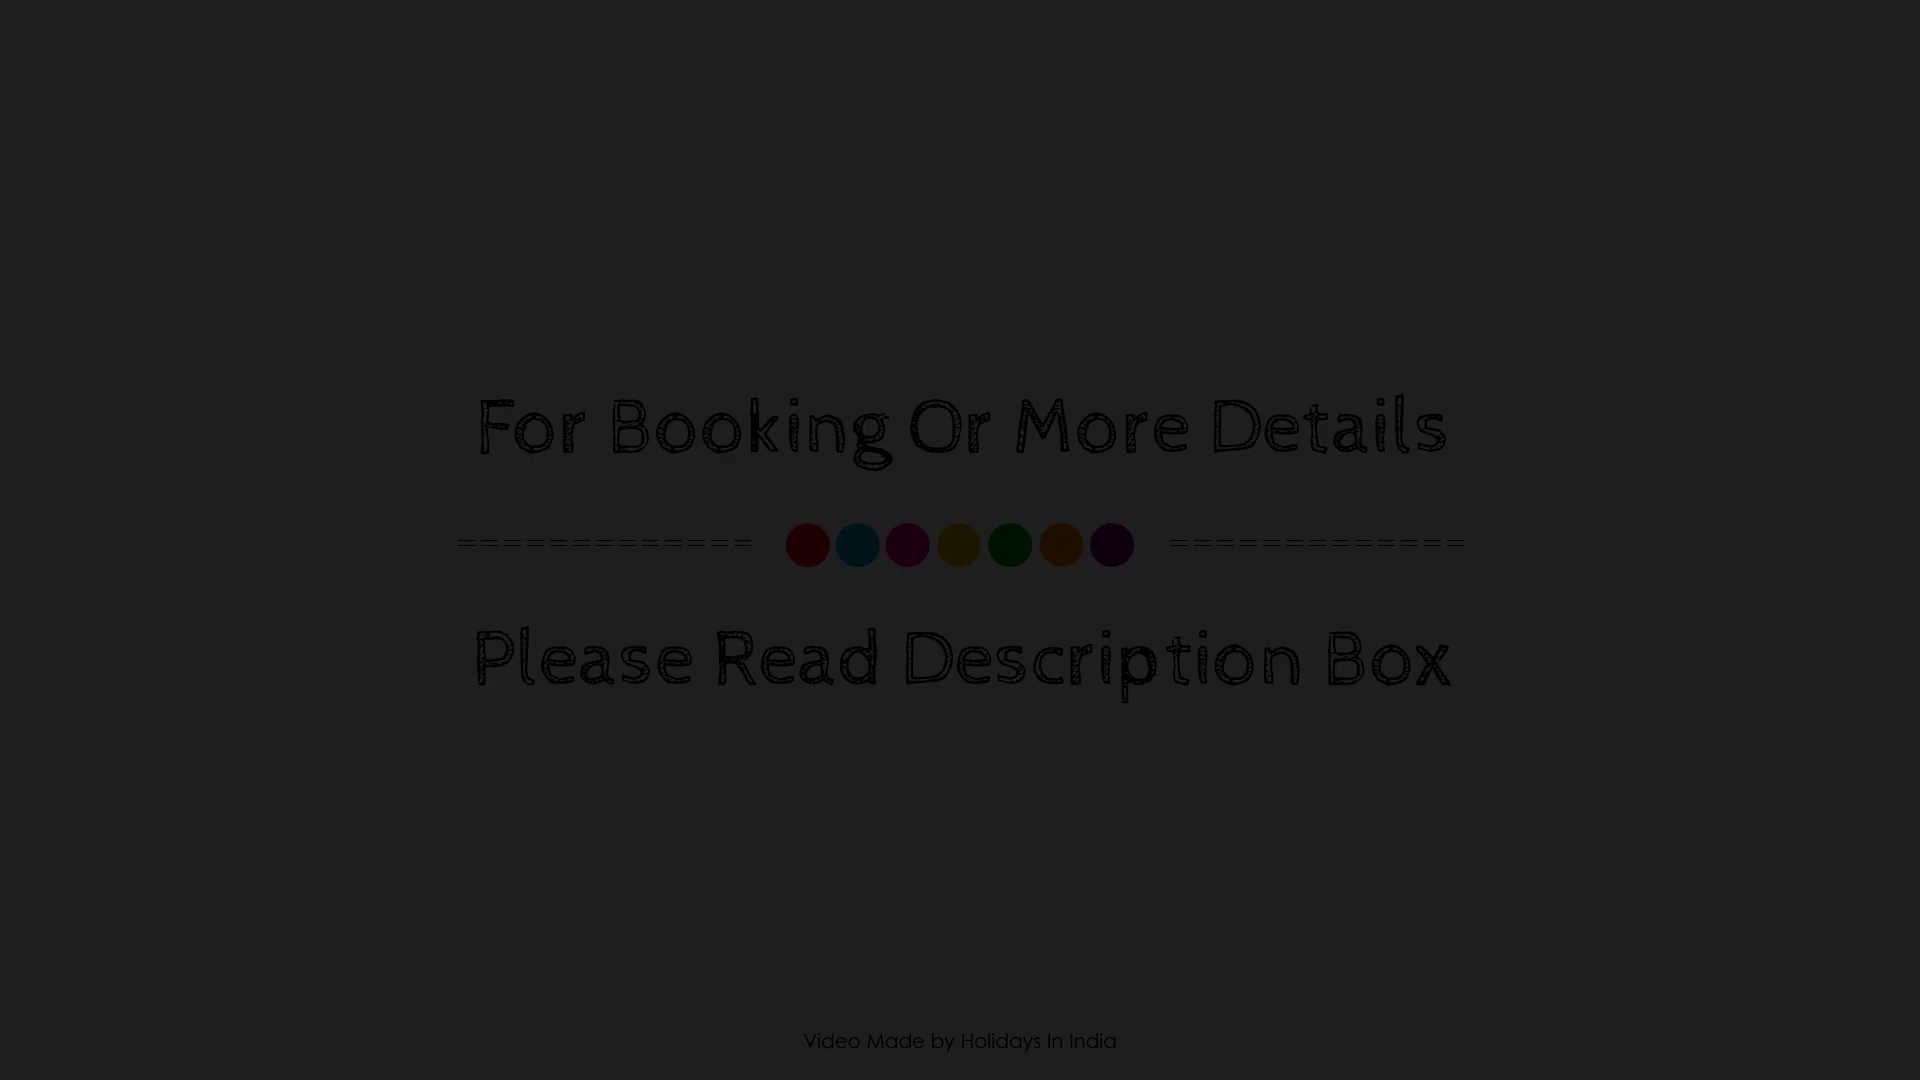 For Booking Or More Details
============= =============
Please Read Description Box
Video Made by Holidays In India